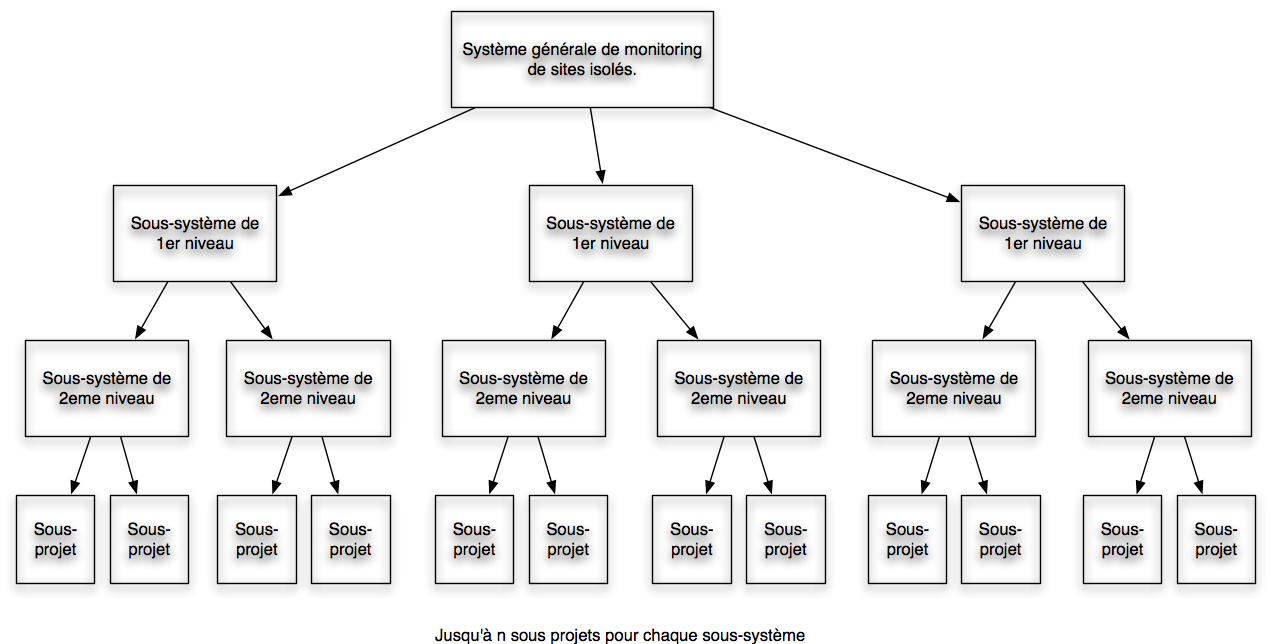 Système générale de monitoring
de sites isolés.
Sous-système de
1er niveau
Sous-système de
1er niveau
Sous-système de
1er niveau
Sous-système de
2eme niveau
Sous-système de
2eme niveau
Sous-système de
2eme niveau
Sous-système de
2eme niveau
Sous-système de
2eme niveau
Sous-système de
2eme niveau
Sous-
projet
Sous-
projet
Sous-
projet
Sous-
projet
Sous-
projet
Sous-
projet
Sous-
projet
Sous-
projet
Sous-
projet
Sous-
projet
Sous-
projet
Sous-
projet
Jusqu'à n sous projets pour chaque sous-système